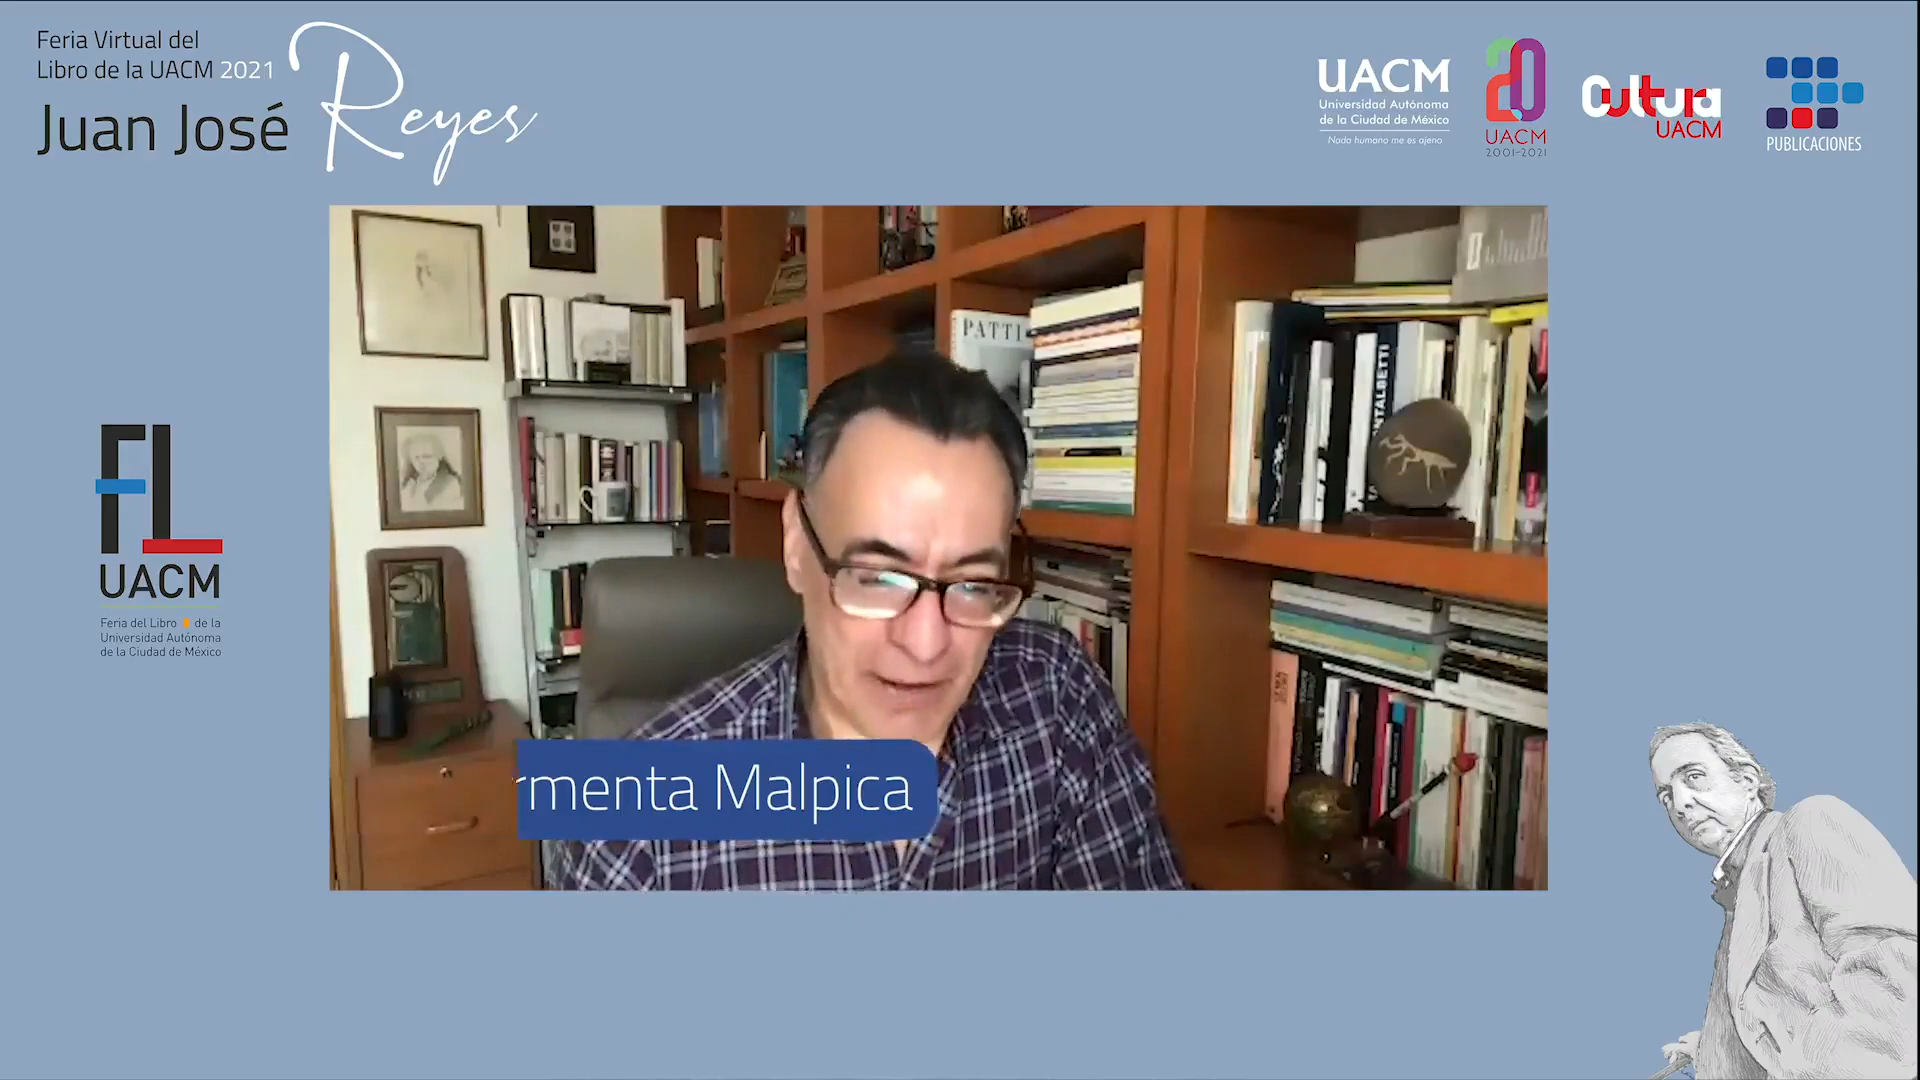 Feria Virtual del
Libro de la UACM 2021
Juan José Reyes
UACM
Universidad Autónoma
de la Ciudad de México
Nada humano me es ajeno
20
UACM
2001-2021
Cultura
UACM
PUBLICACIONES
PATTI
FL
UACM
Feria del Libro de la
Universidad Autónoma
de la Ciudad de México
rmenta Malpica